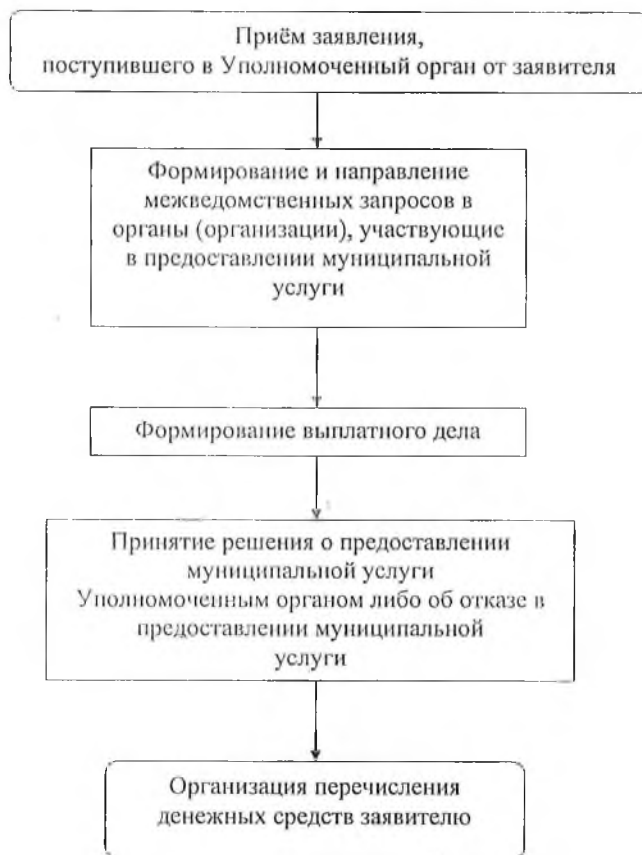 Приём заявления,
поступившего в Уполномоченный орган от заявителя
Формирование и направление
межведомственных запросов в
органы (организации), участвующие
в предоставлении муниципальной
услуги
Формирование выплатного дела
Принятие решения о предоставлении
муниципальной услуги
Уполномоченным органом либо об отказе в
предоставлении муниципальной
услуги
Организация перечисления
денежных средств заявителю